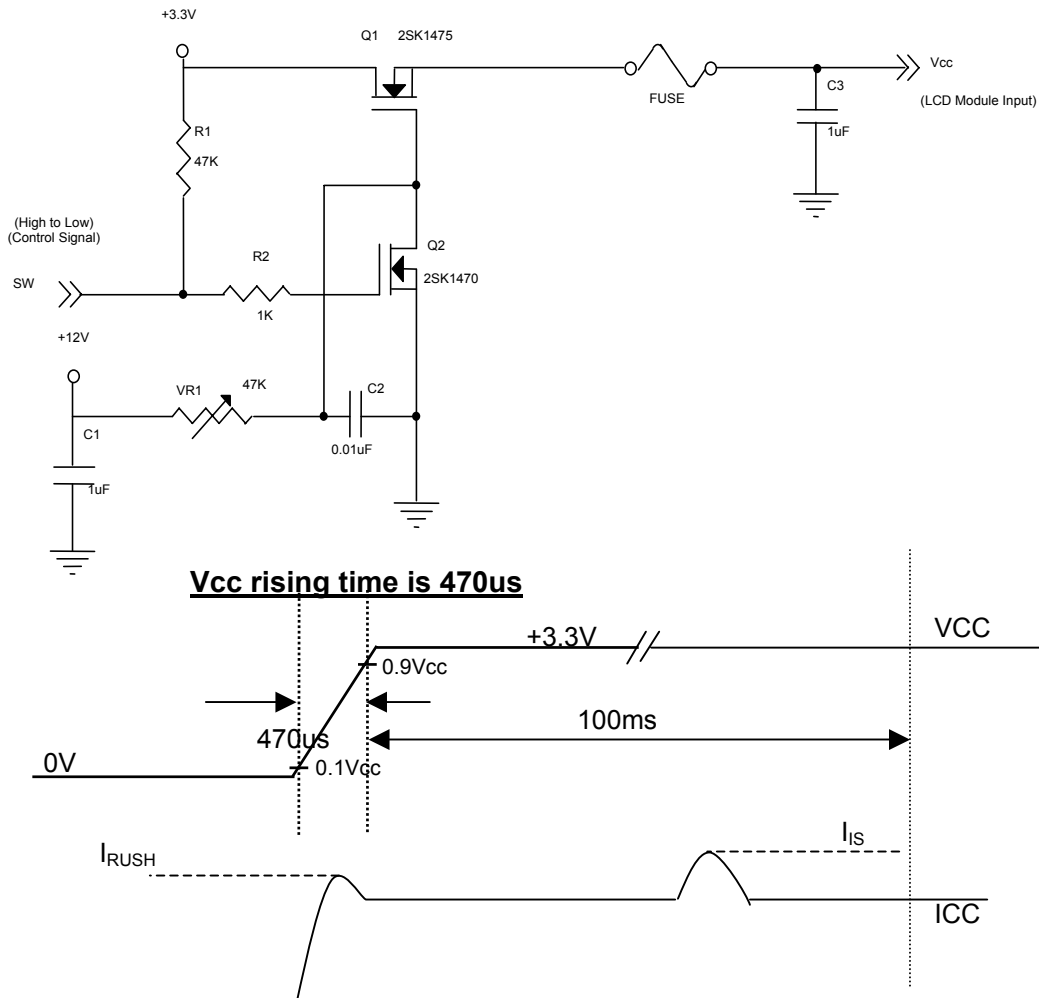 +3.3V
Q1 2SK1475
Vcc
FUSE
C3
(LCD Module Input)
1uF
R1
47K
(High to Low)
(Control Signal)
Q2
R2
2SK1470
SW
1K
+12V
VR1
47K
C2
C1
0.01uF
1uF
Vcc rising time is 470us
+3.3V
VCC
0.9Vcc
100ms
470us
0V
0.1Vcc
IRUSH
IIS
ICC